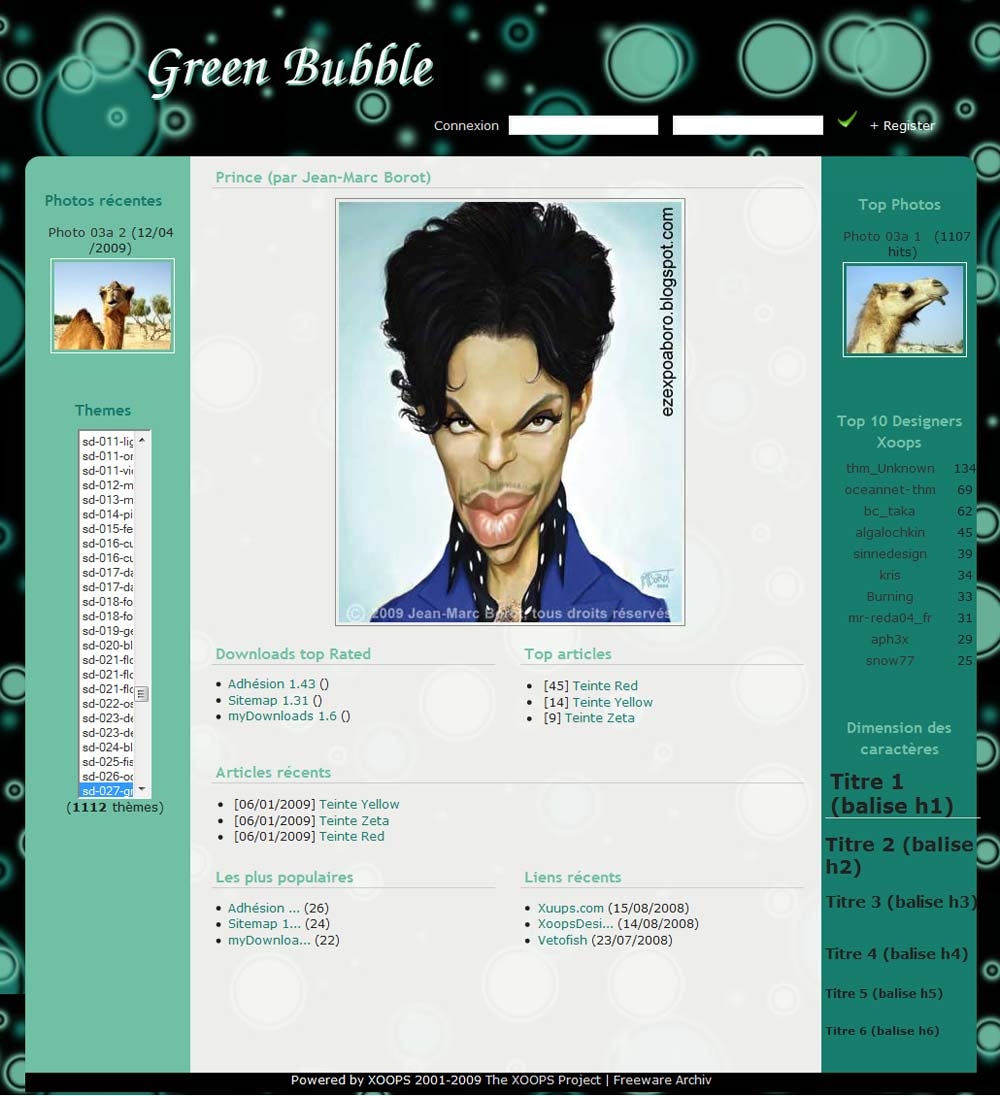 Green Bubble
Connexion
+ Register
Photos récentes
Photo 03a 2 (12/04
/2009)
Themes
sd-011-lig
sd-011-or
sd-011-vi
sd-012-m
sd-013-m
sd-014-pi
sd-015-fe
sd-016-cu
sd-016-cu
sd-017-da
sd-017-da
sd-018-fo
sd-018-fo
sd-019-ge
sd-020-bl
sd-021-flo
sd-021-flo
sd-021-flo
sd-022-os
sd-023-de
sd-023-de
sd-024-bl
sd-025-fis
sd-026-oc
sd-027-gr
(1112 thèmes)
Prince (par Jean-Marc Borot)
ezexpoaboro.blogspot.com
(C) 2009 Jean-Marc Borot, tous droits réservés
Downloads top Rated
Adhésion 1.43 ()
Sitemap 1.31 ()
myDownloads 1.6 ()
Top articles
[45] Teinte Red
[14] Teinte Yellow
[9] Teinte Zeta
Articles récents
[06/01/2009] Teinte Yellow
[06/01/2009] Teinte Zeta
[06/01/2009] Teinte Red
Les plus populaires
Adhésion ... (26)
Sitemap 1... (24)
myDownloa... (22)
Liens récents
Xuups.com (15/08/2008)
XoopsDesi... (14/08/2008)
Vetofish (23/07/2008)
Top Photos
Photo 03a 1 (1107
hits)
Top 10 Designers
Xoops
thm_Unknown 134
oceannet-thm 69
bc_taka 62
algalochkin 45
sinnedesign 39
kris 34
Burning 33
mr-reda04_fr 31
aph3x 29
snow77 25
Dimension des
caractères
Titre 1
(balise h1)
Titre 2 (balise
h2)
Titre 3 (balise h3)
Titre 4 (balise h4)
Titre 5 (balise h5)
Titre 6 (balise h6)
Powered by XOOPS 2001-2009 The XOOPS Project | Freeware Archiv